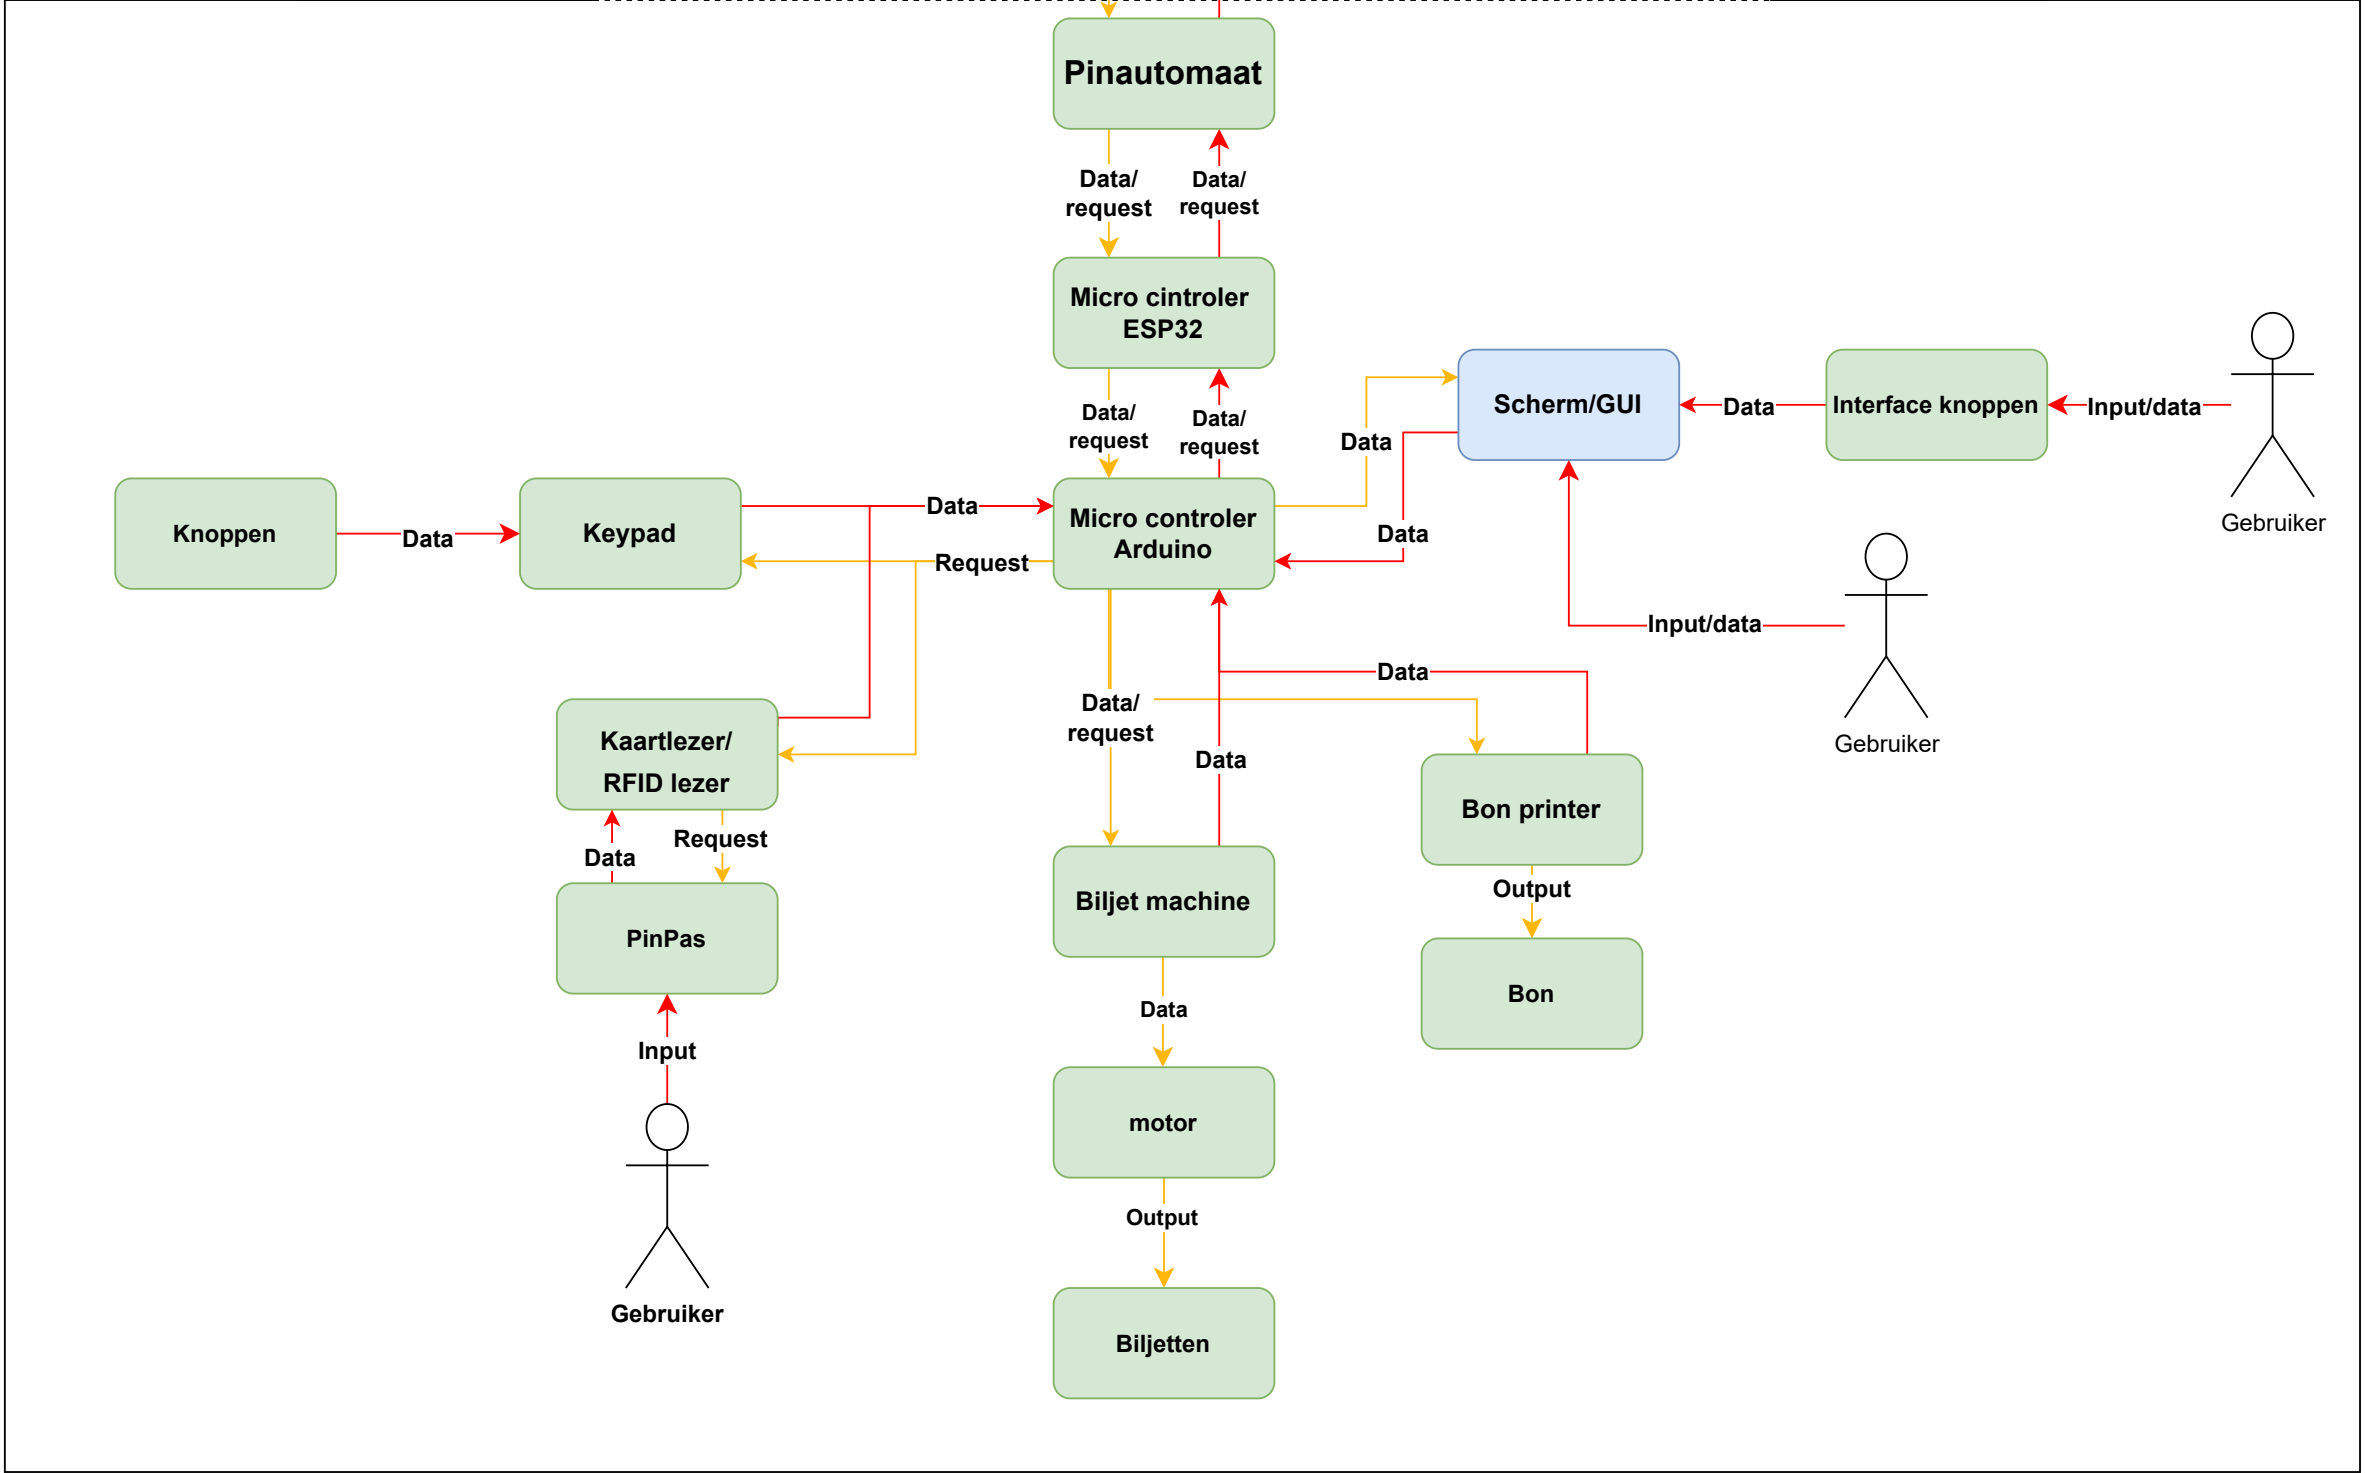 Pinautomaat
Data/
request
Data/
request
Micro cintroler
ESP32
Data/
request
Data/
request
Scherm/GUI
Data
Interface knoppen
Input/data
Gebruiker
Data
Data
Knoppen
Data
Keypad
Data
Request
Micro controler
Arduino
Input/data
Gebruiker
Data
Data/
request
Data
Kaartlezer/
RFID lezer
Request
Data
PinPas
Input
Gebruiker
Bon printer
Output
Bon
Biljet machine
Data
motor
Output
Biljetten